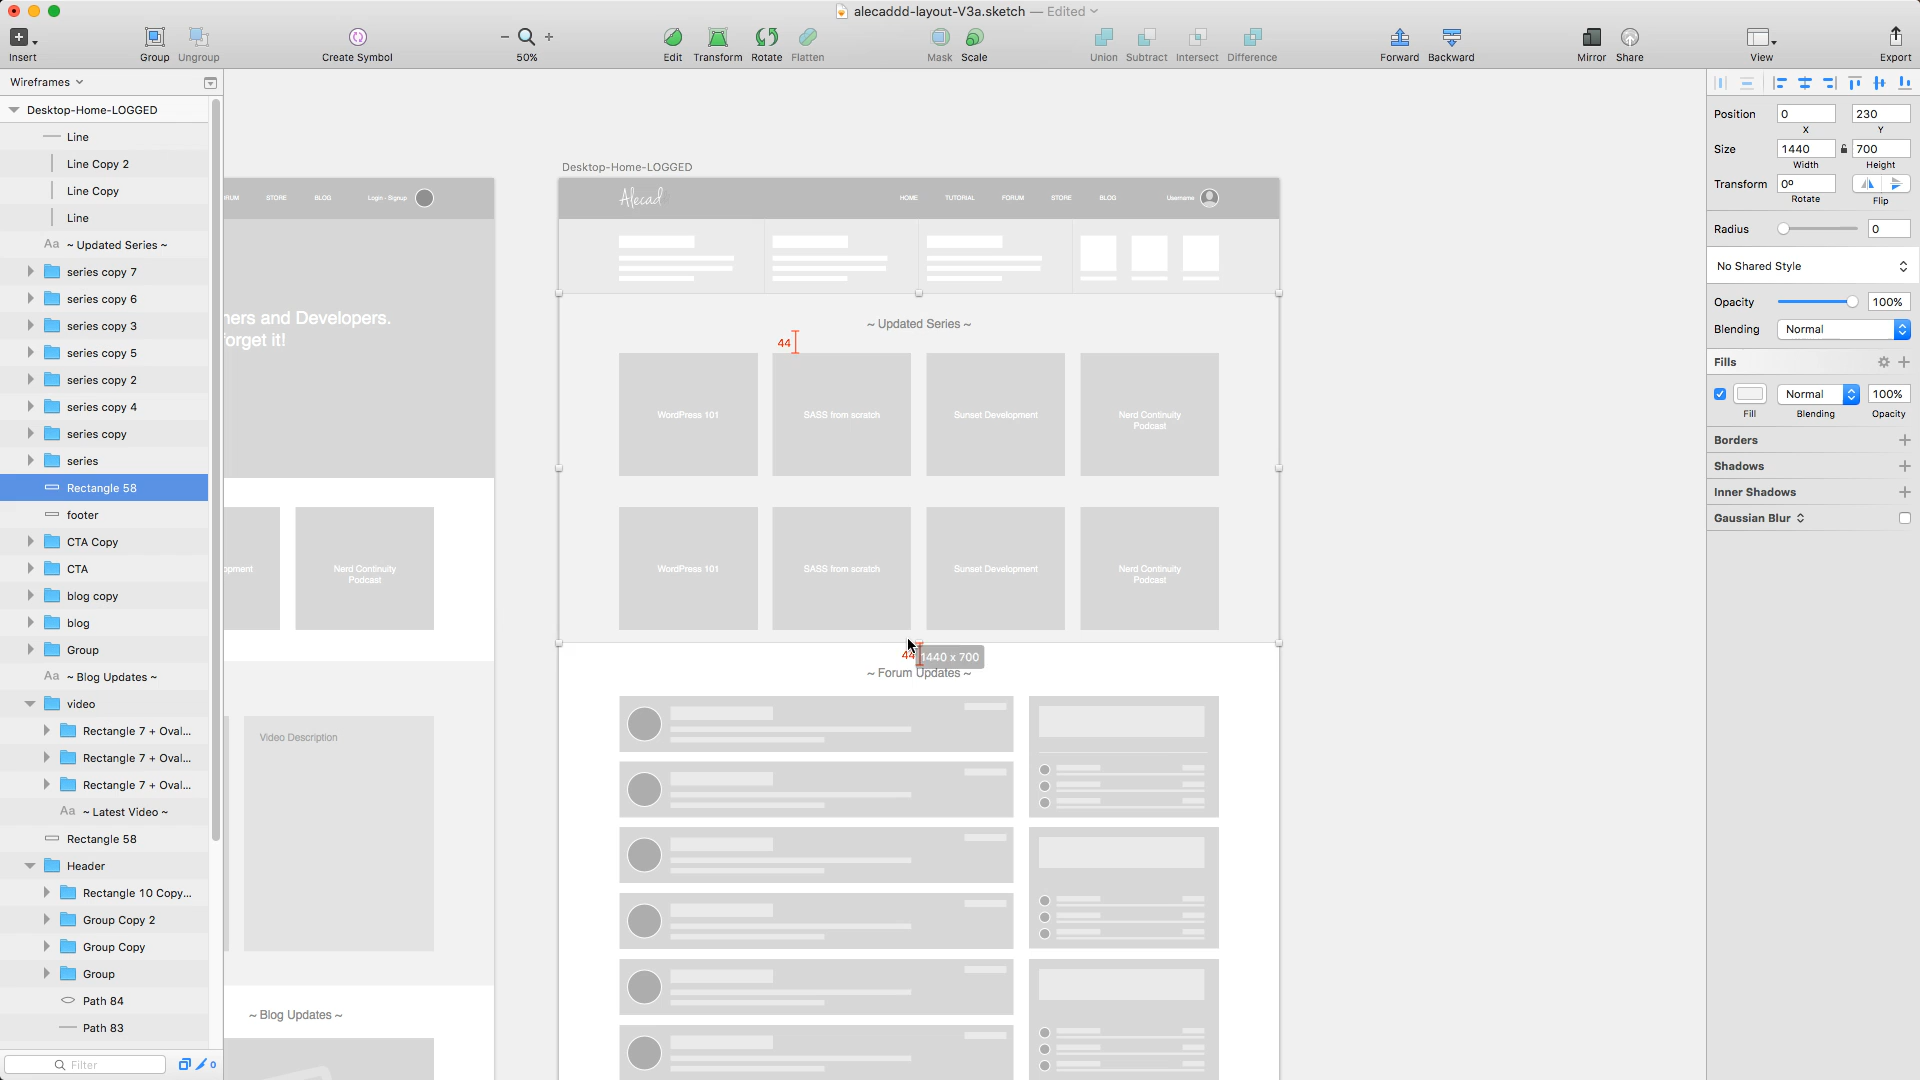 alecaddd-layout-V3a.sketch — Edited
Insert
Group
Ungroup
Create Symbol
50%
Edit
Transform
Rotate
Flatten
Mask
Scale
Union
Subtract
Intersect
Difference
Forward
Backward
Mirror
Share
View
Export
Wireframes
Desktop-Home-LOGGED
Line
Line Copy 2
Line Copy
Line
Aa ~ Updated Series ~
series copy 7
series copy 6
series copy 3
series copy 5
series copy 2
series copy 4
series copy
series
Rectangle 58
footer
CTA Copy
CTA
blog copy
blog
Group
Aa ~ Blog Updates ~
video
Rectangle 7 + Oval...
Rectangle 7 + Oval...
Rectangle 7 + Oval...
Aa ~ Latest Video ~
Rectangle 58
Header
Rectangle 10 Copy...
Group Copy 2
Group Copy
Group
Path 84
Path 83
Filter
0
STORE
BLOG
Login - Signup
ners and Developers.
orget it!
opment
Nerd Continuity
Podcast
Video Description
~ Blog Updates ~
Desktop-Home-LOGGED
Alecad
HOME
TUTORIAL
FORUM
STORE
BLOG
Username
~ Updated Series ~
44
WordPress 101
SASS from scratch
Sunset Development
Nerd Continuity
Podcast
WordPress 101
SASS from scratch
Sunset Development
Nerd Continuity
Podcast
44
1440 x 700
~ Forum Updates ~
Position
0
230
X
Y
Size
1440
700
Width
Height
Transform
0º
Rotate
Flip
Radius
0
No Shared Style
Opacity
100%
Blending
Normal
Fills
Normal
100%
Fill
Blending
Opacity
Borders
Shadows
Inner Shadows
Gaussian Blur